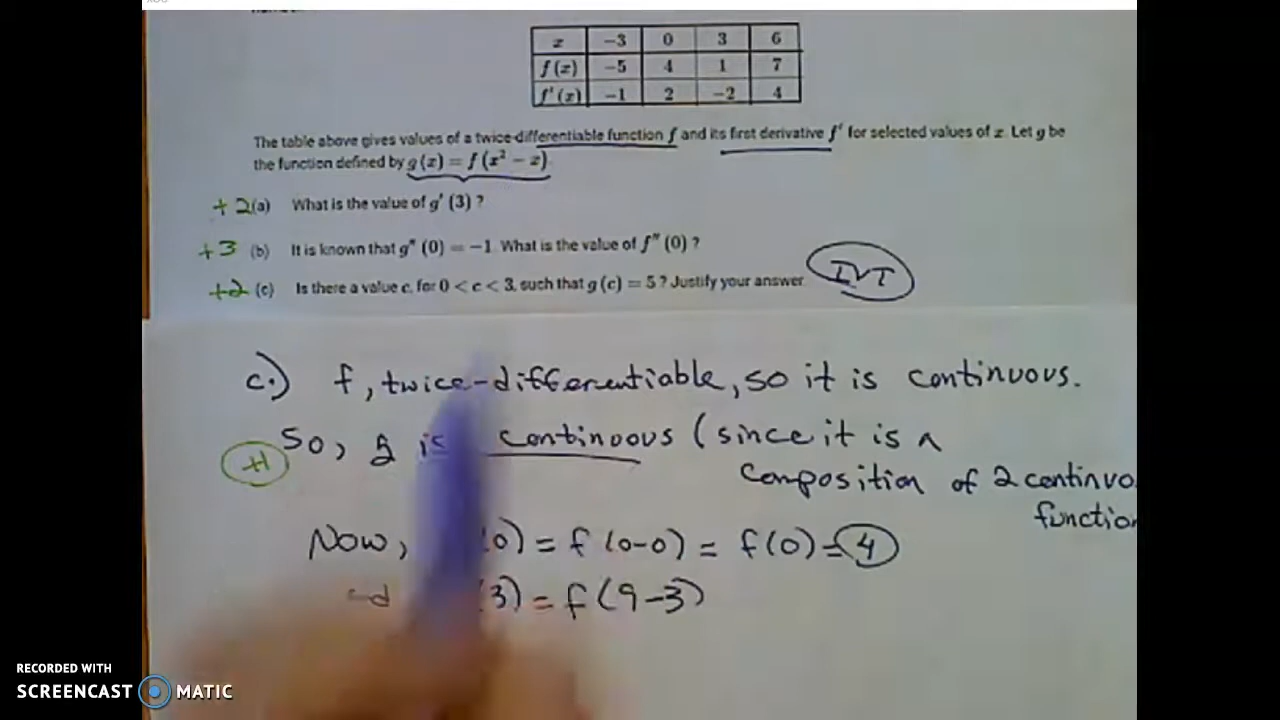 x −3 0 3 6
f(x) −5 4 1 7
f'(x) −1 2 −2 4
The table above gives values of a twice-differentiable function f and its first derivative f' for selected values of x. Let g be
the function defined by g(x) = f(x² − x)
+2 (a) What is the value of g'(3)?
+3 (b) It is known that g''(0) = −1. What is the value of f''(0)?
+2 (c) Is there a value c, for 0 < c < 3, such that g(c) = 5? Justify your answer.
IVT
c.) f, twice-differentiable, so it is continuous.
+1 So, g is continuous (since it is a
composition of 2 continuo
function
Now, (0) = f(0-0) = f(0) = 4
(3) = f(9-3)
RECORDED WITH
SCREENCAST MATIC